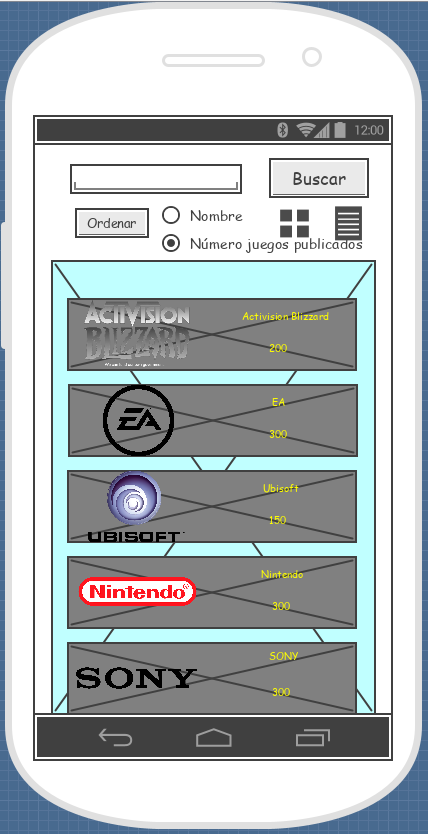 12:00
Buscar
Ordenar
Nombre
Número juegos publicados
ACTIVISION
BLIZZARD
Activision Blizzard
200
EA
EA
300
UBISOFT
Ubisoft
150
Nintendo
Nintendo
300
SONY
SONY
300